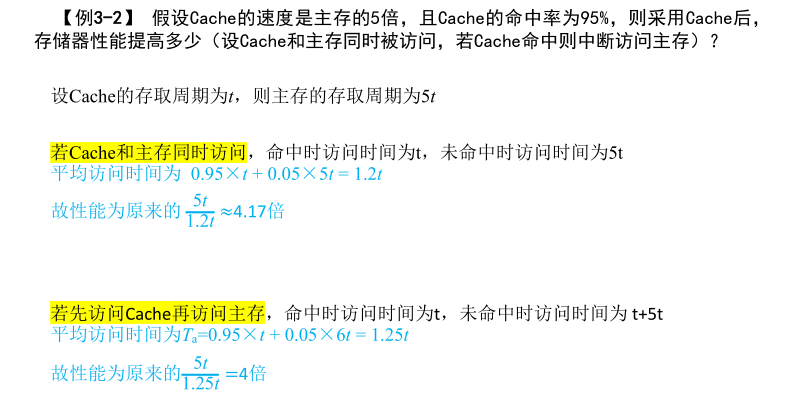 【例3-2】 假设Cache的速度是主存的5倍，且Cache的命中率为95%，则采用Cache后，
存储器性能提高多少（设Cache和主存同时被访问，若Cache命中则中断访问主存）？
设Cache的存取周期为t，则主存的存取周期为5t
若Cache和主存同时访问，命中时访问时间为t，未命中时访问时间为5t
平均访问时间为 0.95×t + 0.05×5t = 1.2t
故性能为原来的 5t/1.2t ≈4.17倍
若先访问Cache再访问主存，命中时访问时间为t，未命中时访问时间为 t+5t
平均访问时间为Ta=0.95×t + 0.05×6t = 1.25t
故性能为原来的 5t/1.25t =4倍